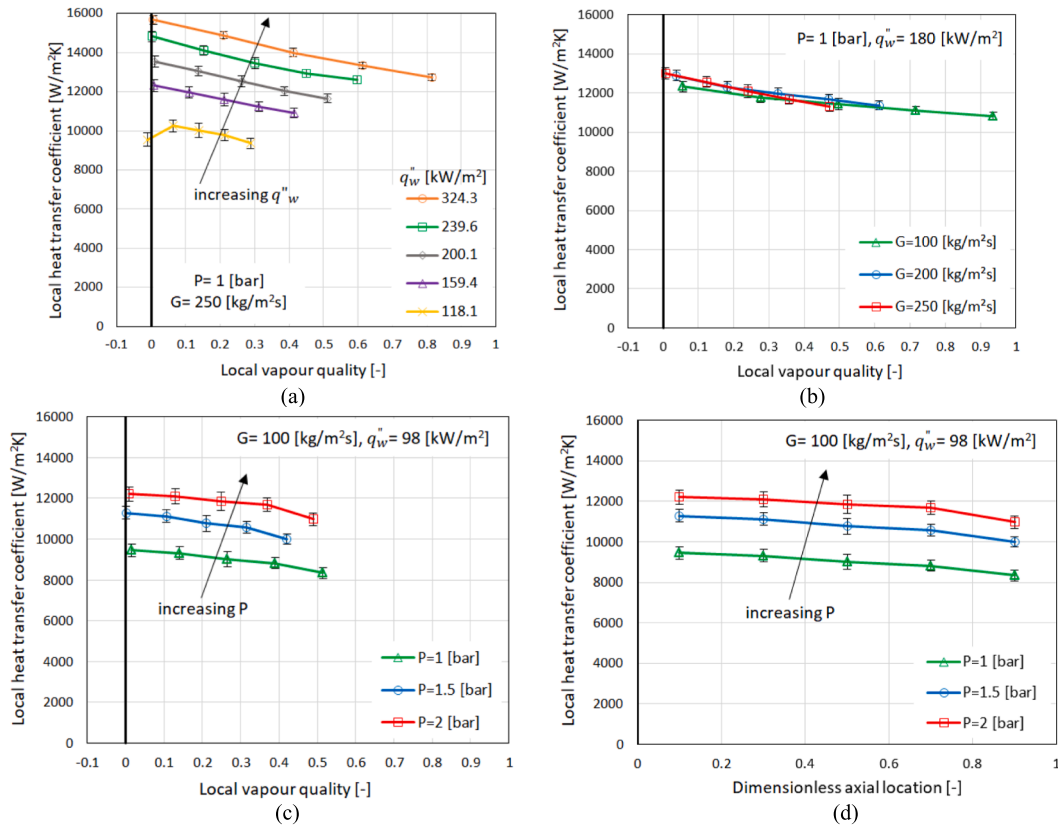 16000
14000
12000
10000
8000
6000
4000
2000
0
Local heat transfer coefficient [W/m²K]
increasing q"w
q"w [kW/m²]
324.3
239.6
200.1
159.4
118.1
P= 1 [bar]
G= 250 [kg/m²s]
-0.1 0 0.1 0.2 0.3 0.4 0.5 0.6 0.7 0.8 0.9 1
Local vapour quality [-]
(a)
16000
14000
12000
10000
8000
6000
4000
2000
0
Local heat transfer coefficient [W/m²K]
P= 1 [bar], q"w= 180 [kW/m²]
G=100 [kg/m²s]
G=200 [kg/m²s]
G=250 [kg/m²s]
-0.1 0 0.1 0.2 0.3 0.4 0.5 0.6 0.7 0.8 0.9 1
Local vapour quality [-]
(b)
16000
14000
12000
10000
8000
6000
4000
2000
0
Local heat transfer coefficient [W/m²K]
G= 100 [kg/m²s], q"w= 98 [kW/m²]
increasing P
P=1 [bar]
P=1.5 [bar]
P=2 [bar]
-0.1 0 0.1 0.2 0.3 0.4 0.5 0.6 0.7 0.8 0.9 1
Local vapour quality [-]
(c)
16000
14000
12000
10000
8000
6000
4000
2000
0
Local heat transfer coefficient [W/m²K]
G= 100 [kg/m²s], q"w= 98 [kW/m²]
increasing P
P=1 [bar]
P=1.5 [bar]
P=2 [bar]
0 0.2 0.4 0.6 0.8 1
Dimensionless axial location [-]
(d)